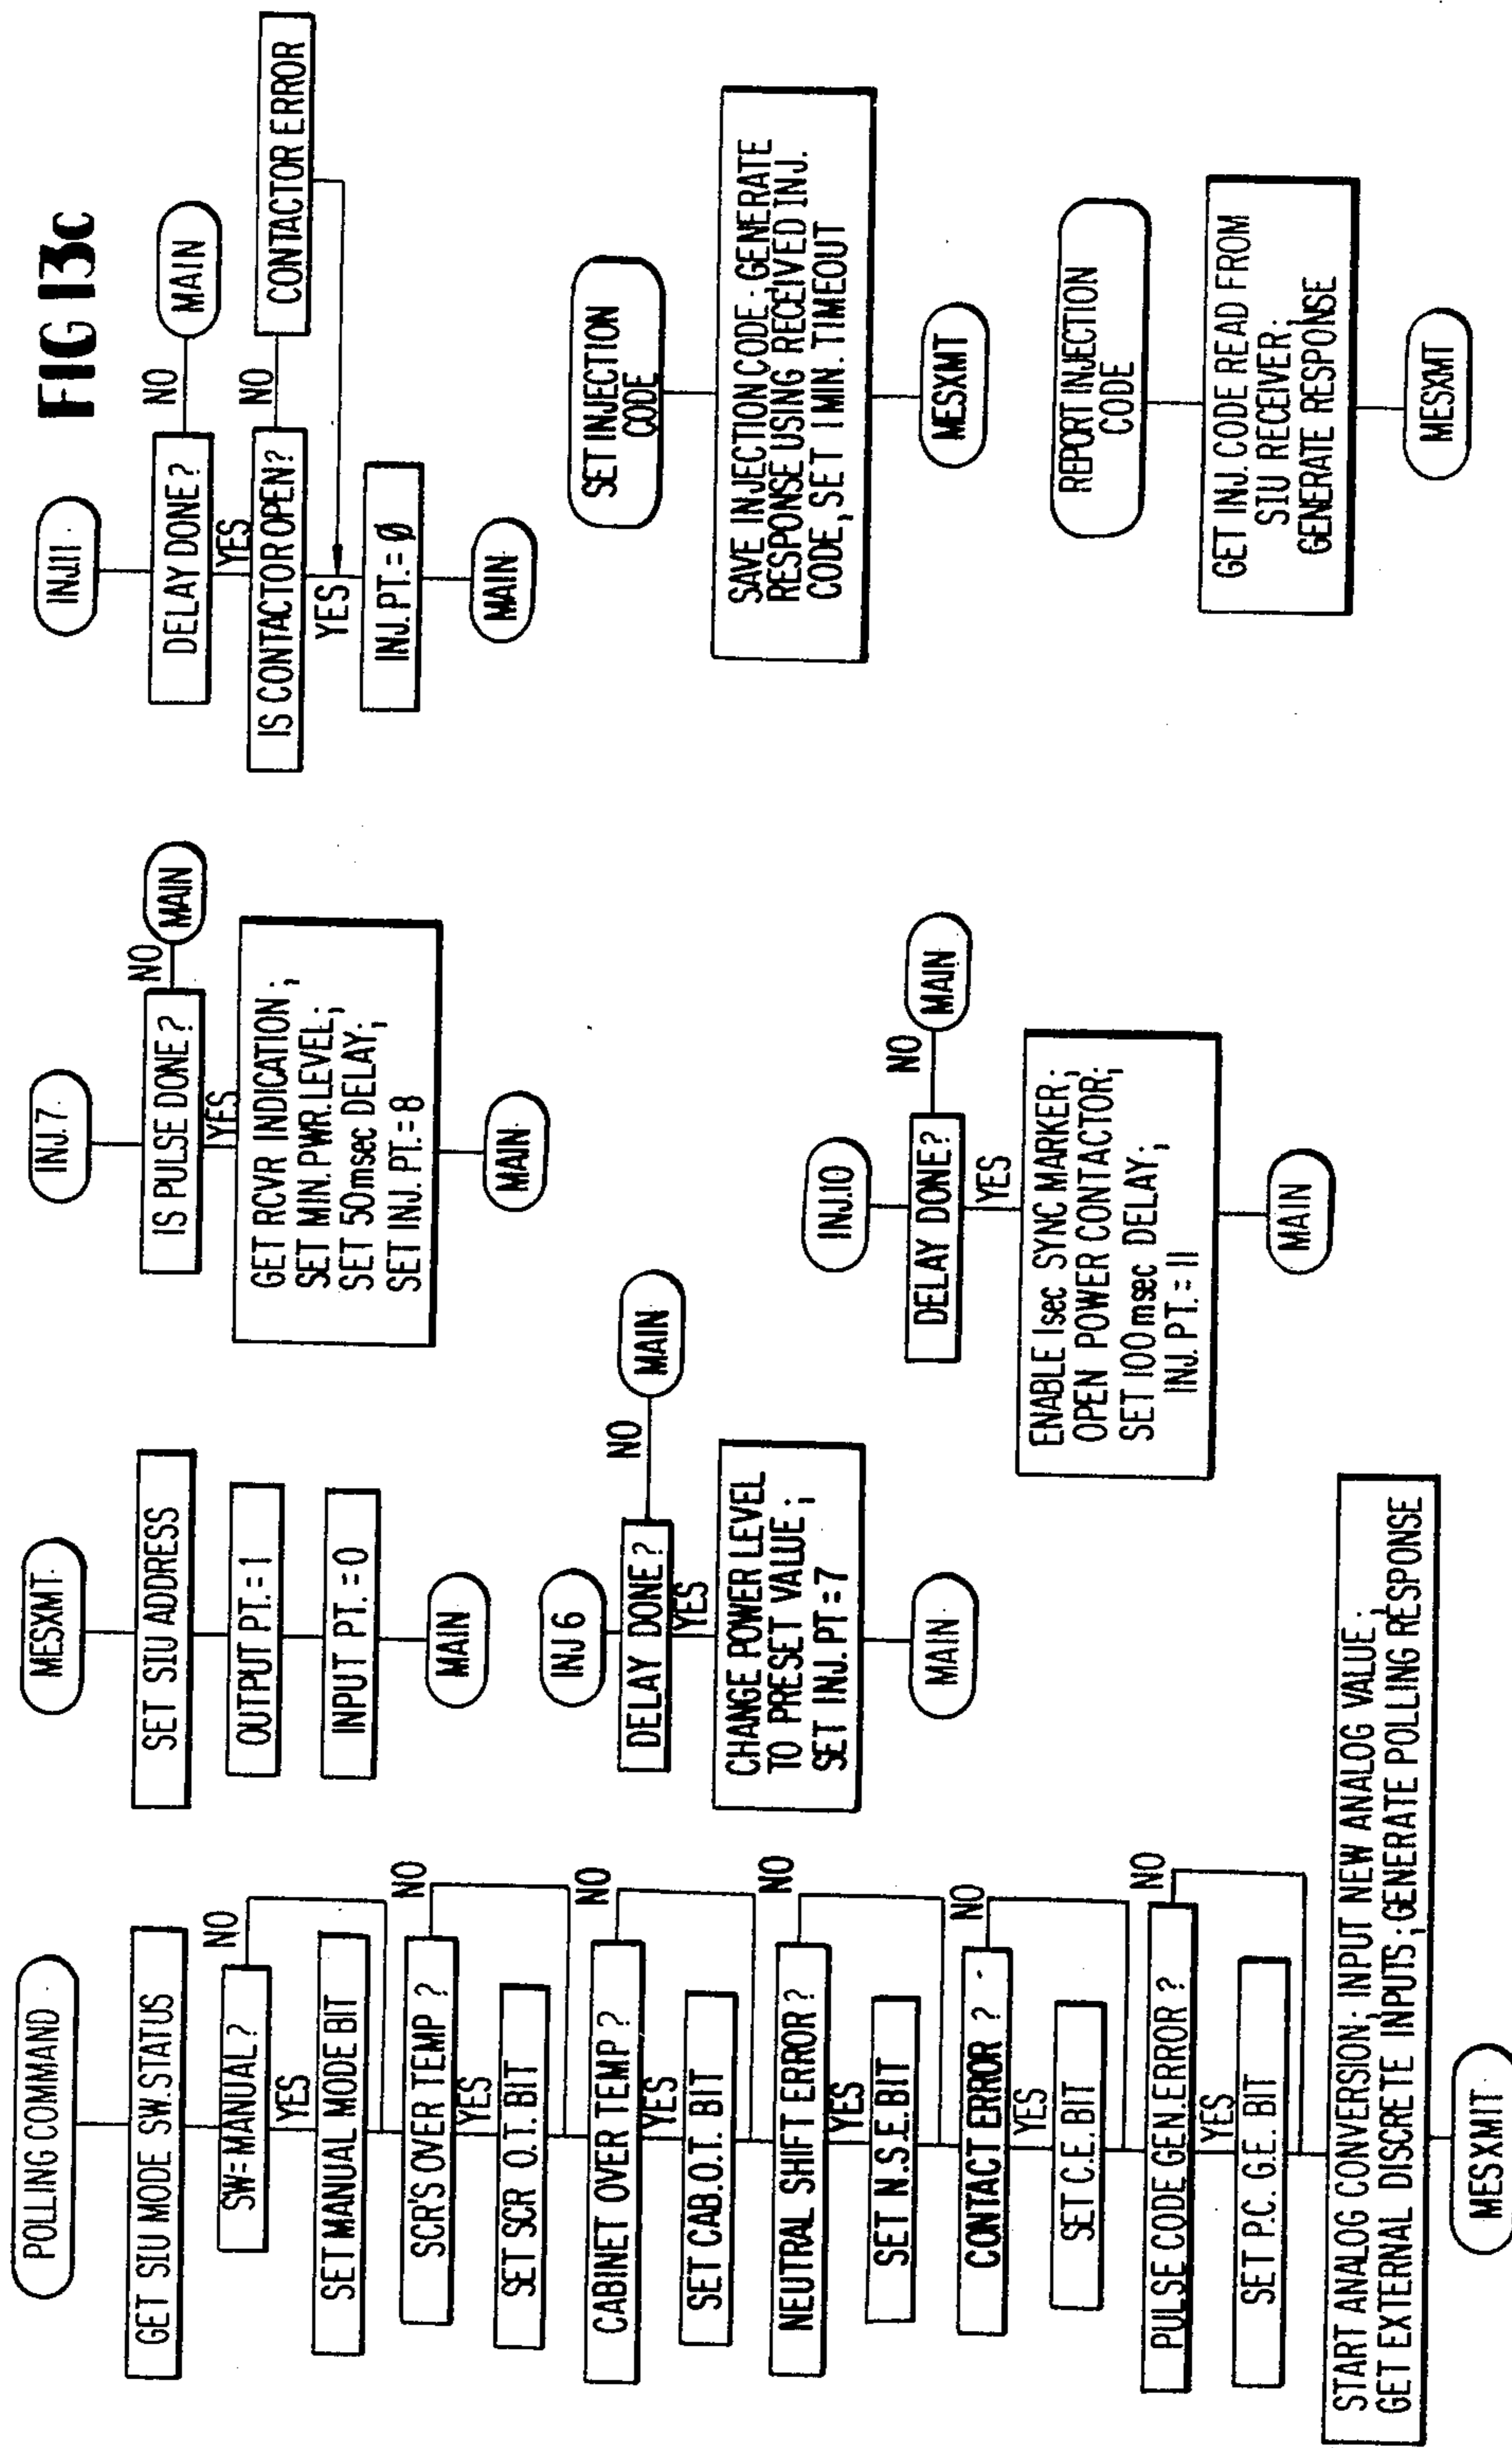 FIG 13c
POLLING COMMAND
GET SIU MODE SW.STATUS
SW=MANUAL?
NO
YES
SET MANUAL MODE BIT
SCR'S OVER TEMP ?
NO
YES
SET SCR O.T. BIT
CABINET OVER TEMP ?
NO
YES
SET CAB.O.T. BIT
NEUTRAL SHIFT ERROR ?
NO
YES
SET N.S.E. BIT
CONTACT ERROR ?
NO
YES
SET C.E. BIT
PULSE CODE GEN.ERROR ?
NO
YES
SET P.C. G.E. BIT
START ANALOG CONVERSION; INPUT NEW ANALOG VALUE;
GET EXTERNAL DISCRETE INPUTS; GENERATE POLLING RESPONSE
MESXMIT
MESXMT.
SET SIU ADDRESS
OUTPUT PT.=1
INPUT PT. =0
MAIN
INJ 6
DELAY DONE ?
NO
MAIN
YES
CHANGE POWER LEVEL
TO PRESET VALUE ;
SET INJ.PT=7
MAIN
INJ. 7
IS PULSE DONE ?
NO
MAIN
YES
GET RCVR INDICATION ;
SET MIN.PWR.LEVEL;
SET 50msec DELAY;
SET INJ. PT.=8
MAIN
INJ.10
DELAY DONE?
NO
MAIN
YES
ENABLE 1sec SYNC MARKER ;
OPEN POWER CONTACTOR;
SET 100msec DELAY;
INJ. PT. = 11
MAIN
INJ.11
DELAY DONE ?
NO
MAIN
YES
IS CONTACTOR OPEN?
NO
CONTACTOR ERROR
YES
INJ.PT.= Ø
MAIN
SET INJECTION
CODE
SAVE INJECTION CODE; GENERATE
RESPONSE USING RECEIVED INJ.
CODE, SET 1 MIN. TIMEOUT
MESXMT
REPORT INJECTION
CODE
GET INJ. CODE READ FROM
SIU RECEIVER ;
GENERATE RESPONSE
MESXMT